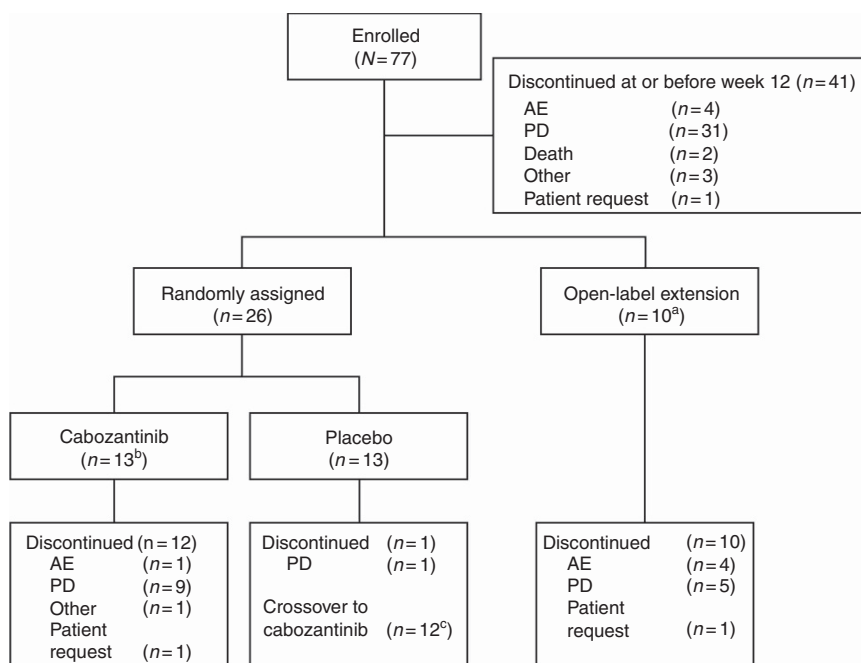 Enrolled
(N=77)
Discontinued at or before week 12 (n=41)
AE (n=4)
PD (n=31)
Death (n=2)
Other (n=3)
Patient request (n=1)
Randomly assigned
(n=26)
Open-label extension
(n=10a)
Cabozantinib
(n=13b)
Placebo
(n=13)
Discontinued (n=12)
AE (n=1)
PD (n=9)
Other (n=1)
Patient
request (n=1)
Discontinued (n=1)
PD (n=1)
Crossover to
cabozantinib (n=12c)
Discontinued (n=10)
AE (n=4)
PD (n=5)
Patient
request (n=1)